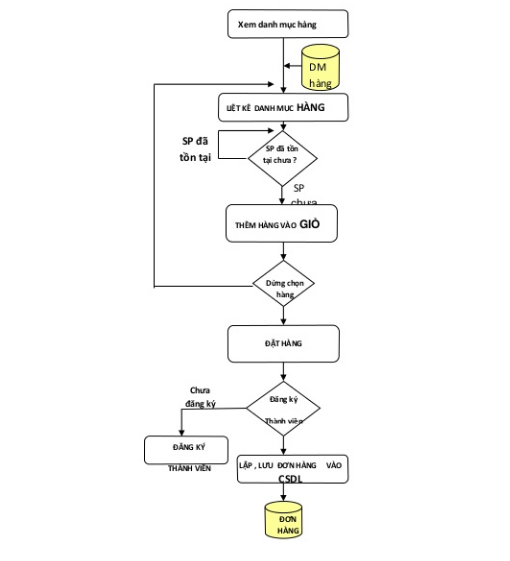 Xem danh mục hàng
DM
hàng
LIỆT KÊ DANH MỤC HÀNG
SP đã
tồn tại
SP đã tồn
tại chưa ?
SP
chưa
THÊM HÀNG VÀO GIỎ
Dừng chọn
hàng
ĐẶT HÀNG
Chưa
đăng ký
Đăng ký
Thành viên
ĐĂNG KÝ
THÀNH VIÊN
LẬP , LƯU ĐƠN HÀNG VÀO
CSDL
ĐƠN
HÀNG